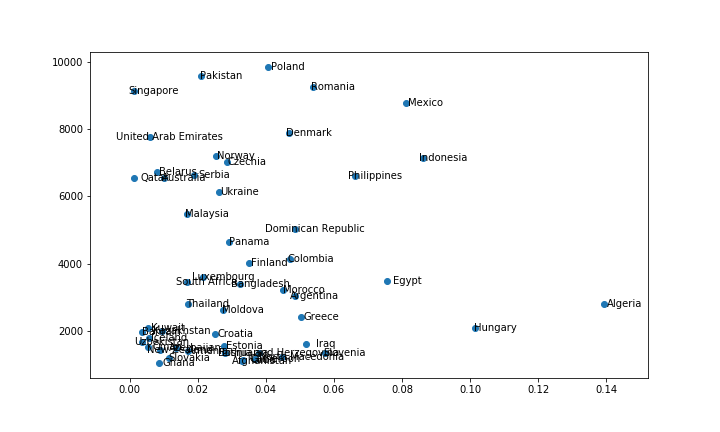 10000
8000
6000
4000
2000
Poland
Pakistan
Romania
Singapore
Mexico
Denmark
United Arab Emirates
Norway
Czechia
Indonesia
Belarus
Serbia
Philippines
Qatar
Australia
Ukraine
Malaysia
Dominican Republic
Panama
Colombia
Finland
Luxembourg
South Africa
Bangladesh
Egypt
Morocco
Argentina
Thailand
Moldova
Algeria
Greece
Kuwait
Hungary
Croatia
Iceland
Uzbekistan
Estonia
Iraq
Slovenia
Slovakia
Ghana
Afghanistan
0.00
0.02
0.04
0.06
0.08
0.10
0.12
0.14